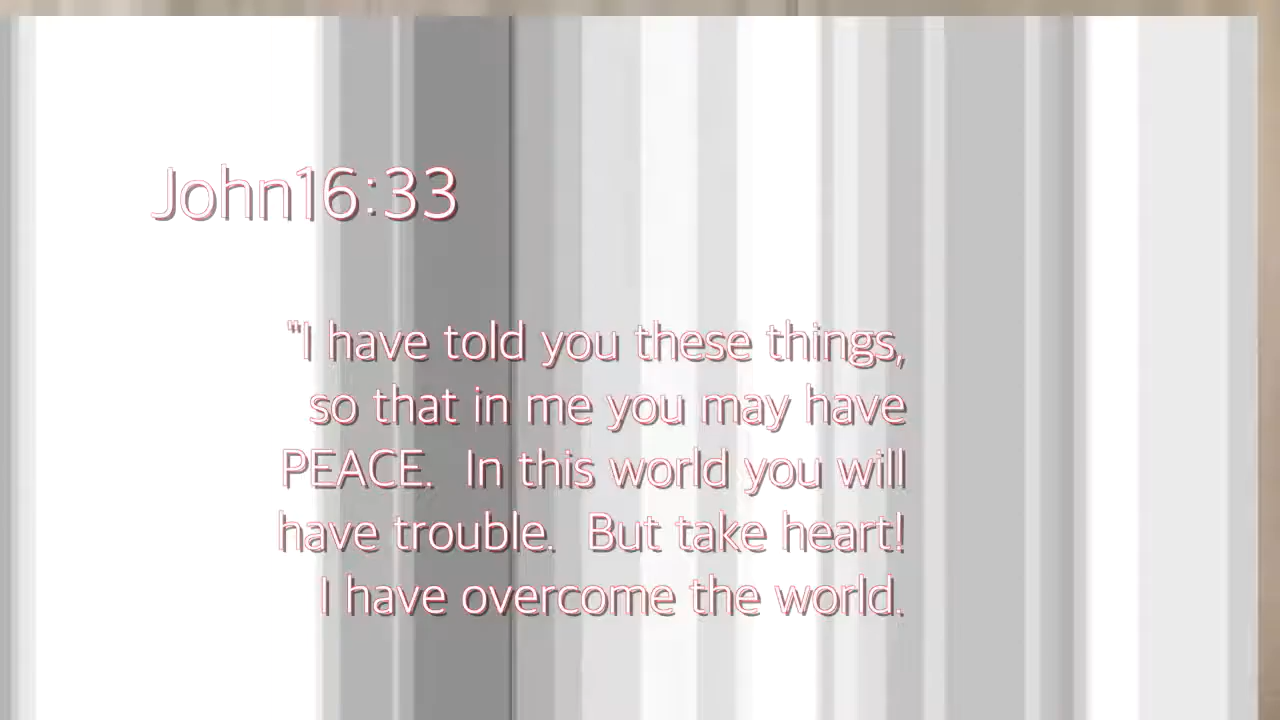 John16:33
"I have told you these things,
so that in me you may have
PEACE.  In this world you will
have trouble.  But take heart!
I have overcome the world.